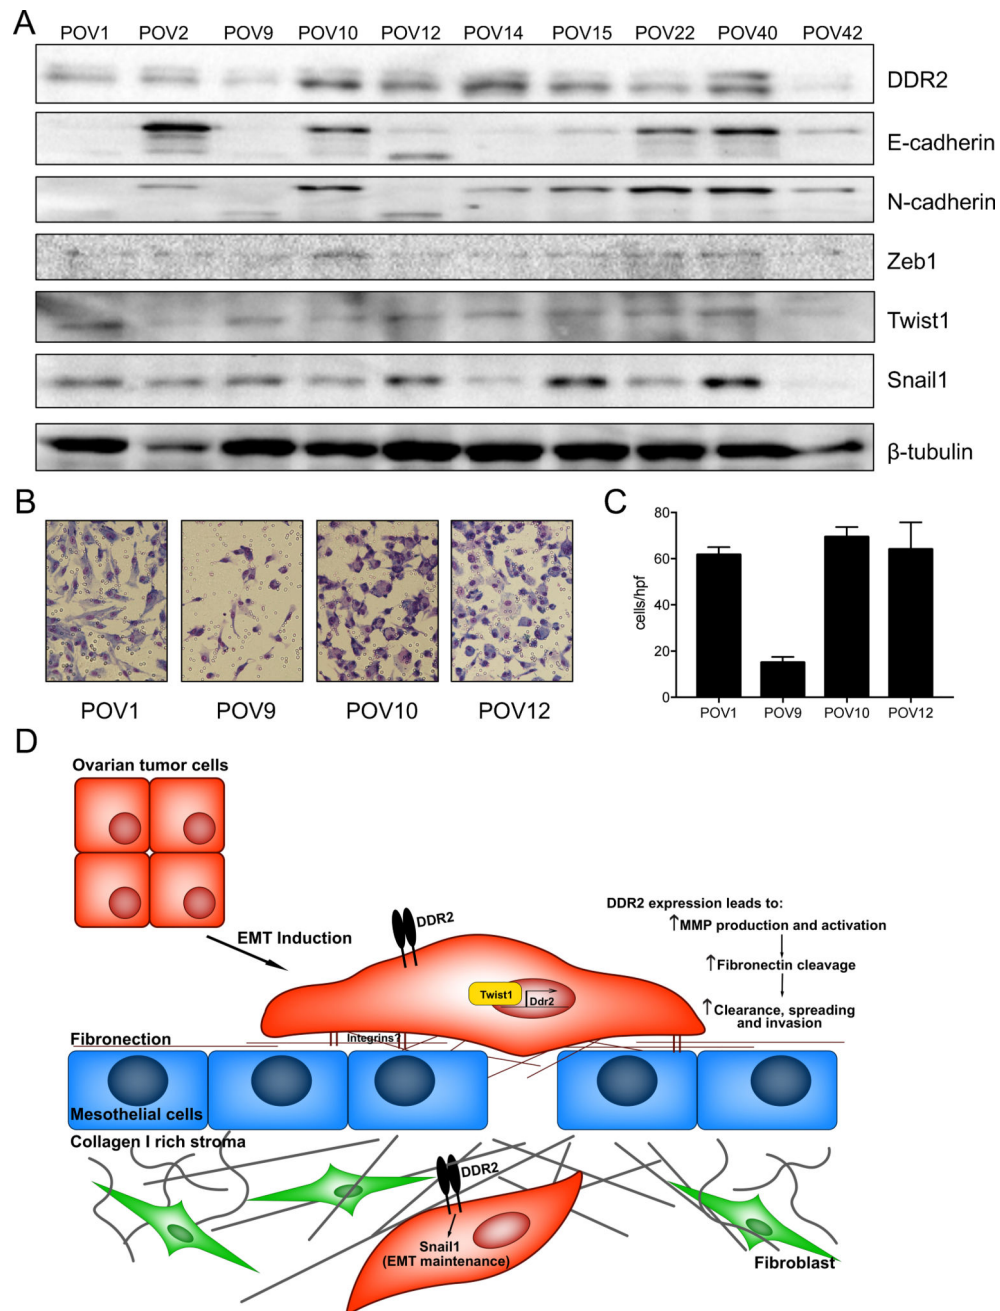 A
POV1 POV2 POV9 POV10 POV12 POV14 POV15 POV22 POV40 POV42
DDR2
E-cadherin
N-cadherin
Zeb1
Twist1
Snail1
β-tubulin
B
POV1 POV9 POV10 POV12
C
80
60
40
20
0
cells/hpf
POV1 POV9 POV10 POV12
D
Ovarian tumor cells
EMT Induction
DDR2
DDR2 expression leads to:
↑MMP production and activation
↑Fibronectin cleavage
↑Clearance, spreading
and invasion
Twist1
Ddr2
Integrins?
Fibronection
Mesothelial cells
Collagen I rich stroma
DDR2
Snail1
(EMT maintenance)
Fibroblast